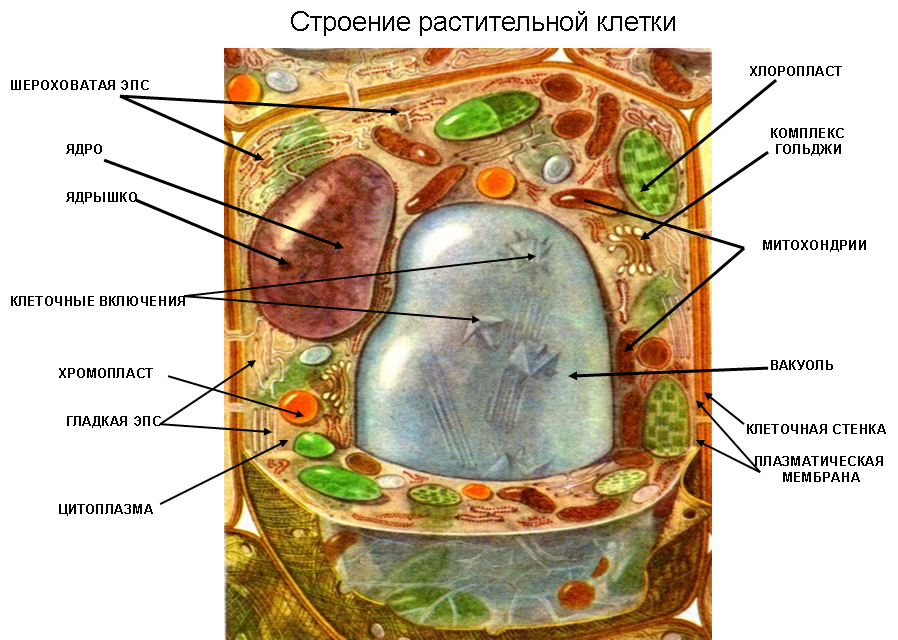 Строение растительной клетки
ШЕРОХОВАТАЯ ЭПС
ЯДРО
ЯДРЫШКО
КЛЕТОЧНЫЕ ВКЛЮЧЕНИЯ
ХРОМОПЛАСТ
ГЛАДКАЯ ЭПС
ЦИТОПЛАЗМА
ХЛОРОПЛАСТ
КОМПЛЕКС
ГОЛЬДЖИ
МИТОХОНДРИИ
ВАКУОЛЬ
КЛЕТОЧНАЯ СТЕНКА
ПЛАЗМАТИЧЕСКАЯ
МЕМБРАНА